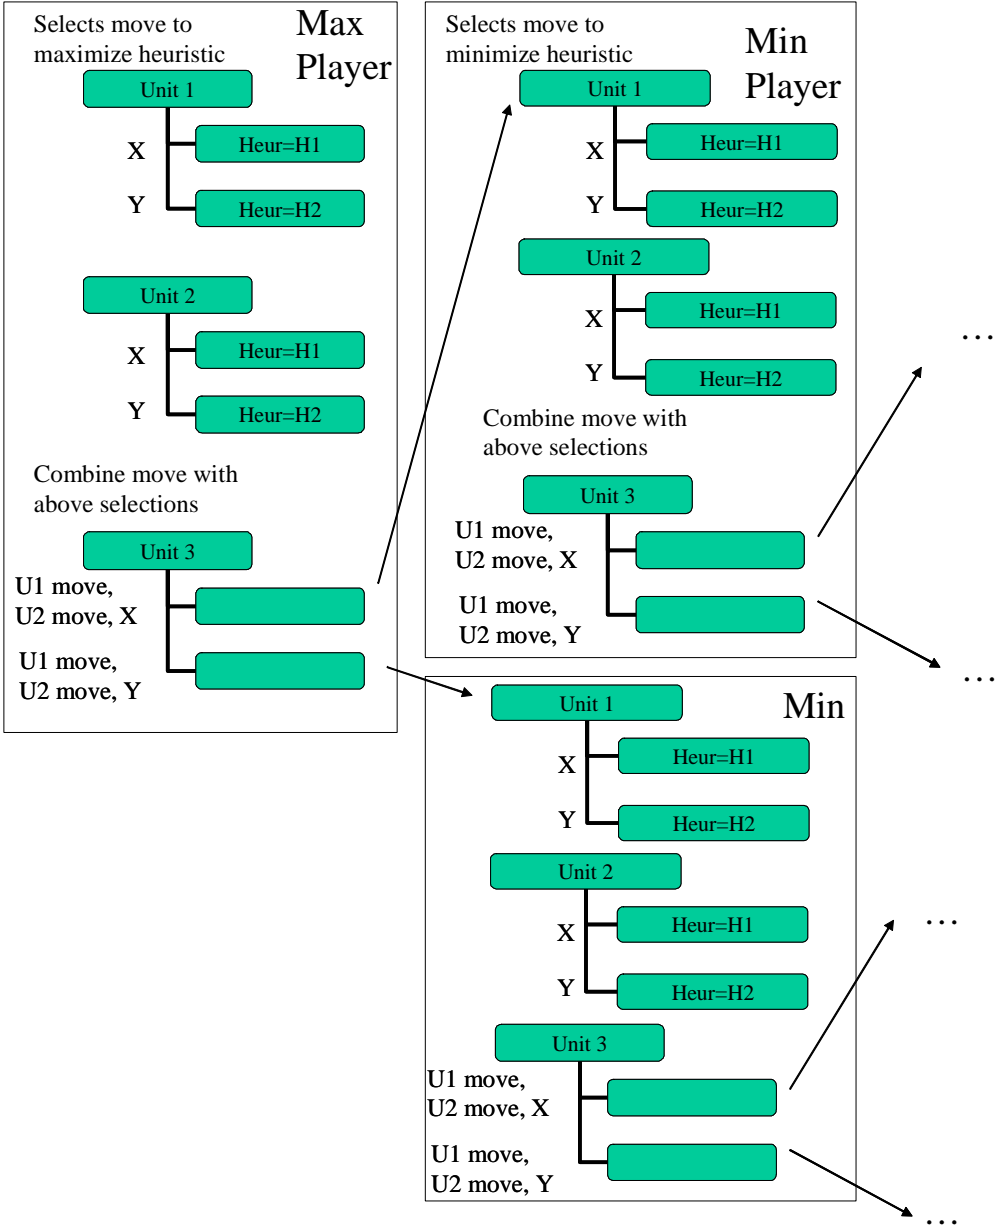 Selects move to
maximize heuristic
Max
Player
Unit 1
X
Heur=H1
Y
Heur=H2
Unit 2
X
Heur=H1
Y
Heur=H2
Combine move with
above selections
Unit 3
U1 move,
U2 move, X
U1 move,
U2 move, Y
Selects move to
minimize heuristic
Min
Player
Unit 1
X
Heur=H1
Y
Heur=H2
Unit 2
X
Heur=H1
Y
Heur=H2
Combine move with
above selections
Unit 3
U1 move,
U2 move, X
U1 move,
U2 move, Y
…
…
Min
Unit 1
X
Heur=H1
Y
Heur=H2
Unit 2
X
Heur=H1
Y
Heur=H2
Unit 3
U1 move,
U2 move, X
U1 move,
U2 move, Y
…
…